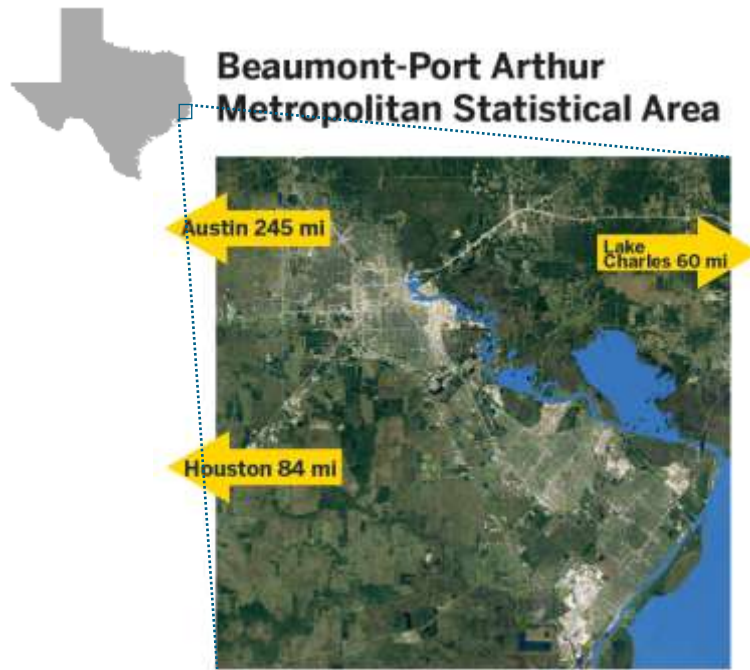 Beaumont-Port Arthur
Metropolitan Statistical Area
Austin 245 mi
Lake
Charles 60 mi
Houston 84 mi